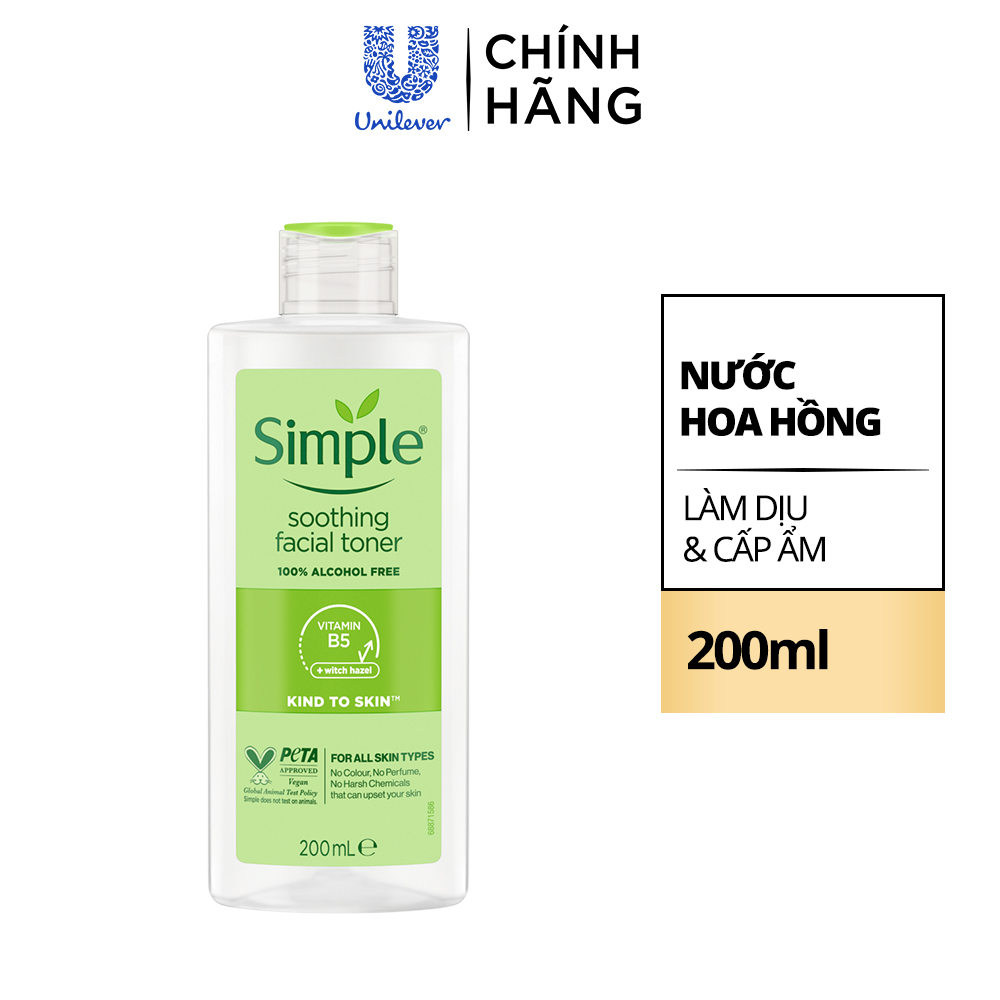 Unilever
CHÍNH
HÃNG
Simple®
soothing
facial toner
100% ALCOHOL FREE
VITAMIN
B5
+ witch hazel
KIND TO SKIN™
PeTA
APPROVED
Vegan
Global Animal Test Policy
Simple does not test on animals.
FOR ALL SKIN TYPES
No Colour, No Perfume,
No Harsh Chemicals
that can upset your skin
68871586
200 mL ℮
NƯỚC
HOA HỒNG
LÀM DỊU
& CẤP ẨM
200ml